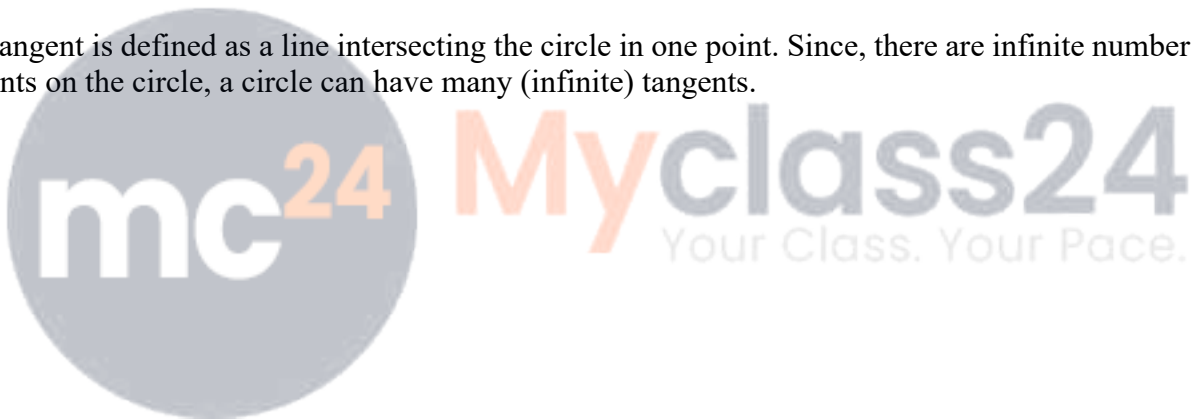 angent is defined as a line intersecting the circle in one point. Since, there are infinite number
nts on the circle, a circle can have many (infinite) tangents.
mc24
Myclass24
Your Class. Your Pace.